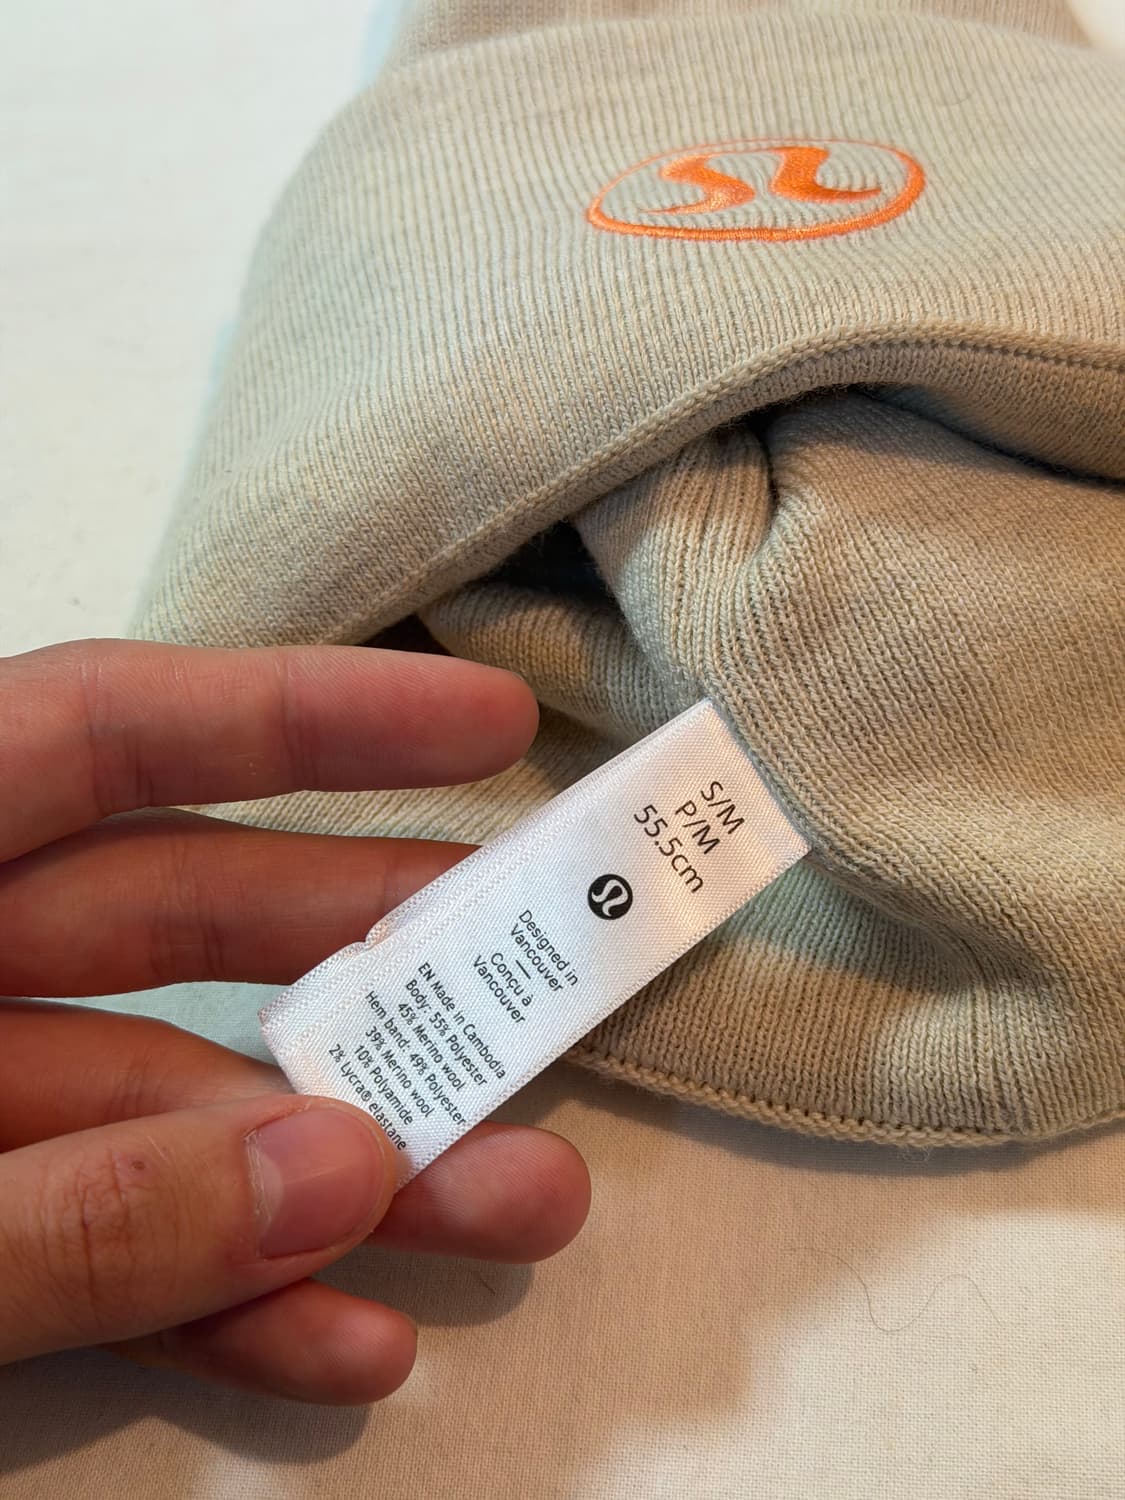 S/M
P/M
55.5cm
Designed in
Vancouver
—
Conçu à
Vancouver
EN Made in Cambodia
Body: 55% Polyester
45% Merino wool
Hem band: 49% Polyester
39% Merino wool
10% Polyamide
2% Lycra® elastane